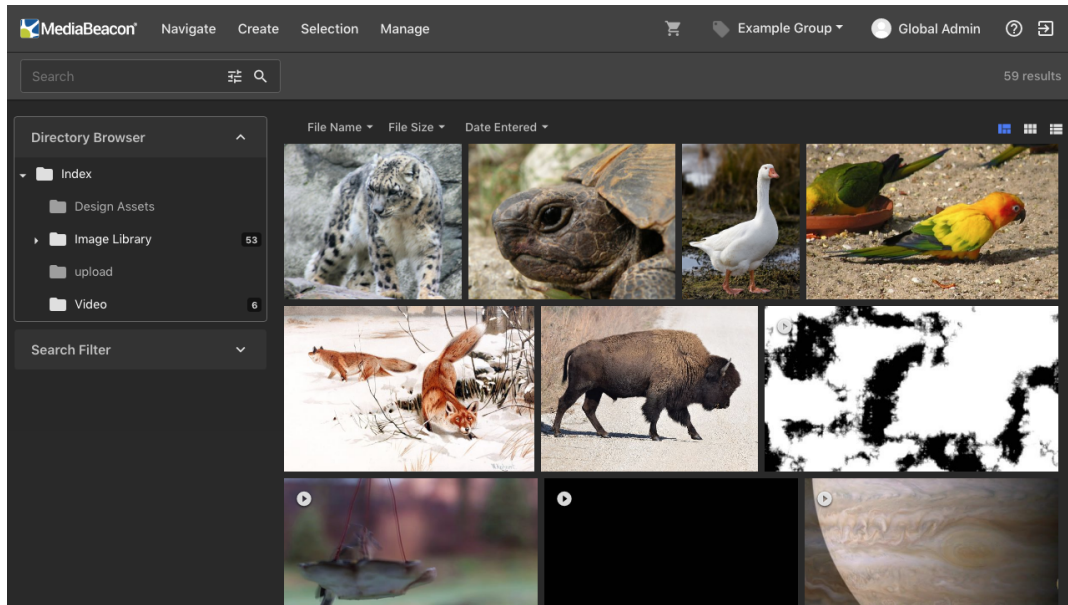 MediaBeacon® Navigate Create Selection Manage Example Group Global Admin
Search 59 results
Directory Browser
Index
Design Assets
Image Library 53
upload
Video 6
Search Filter
File Name File Size Date Entered